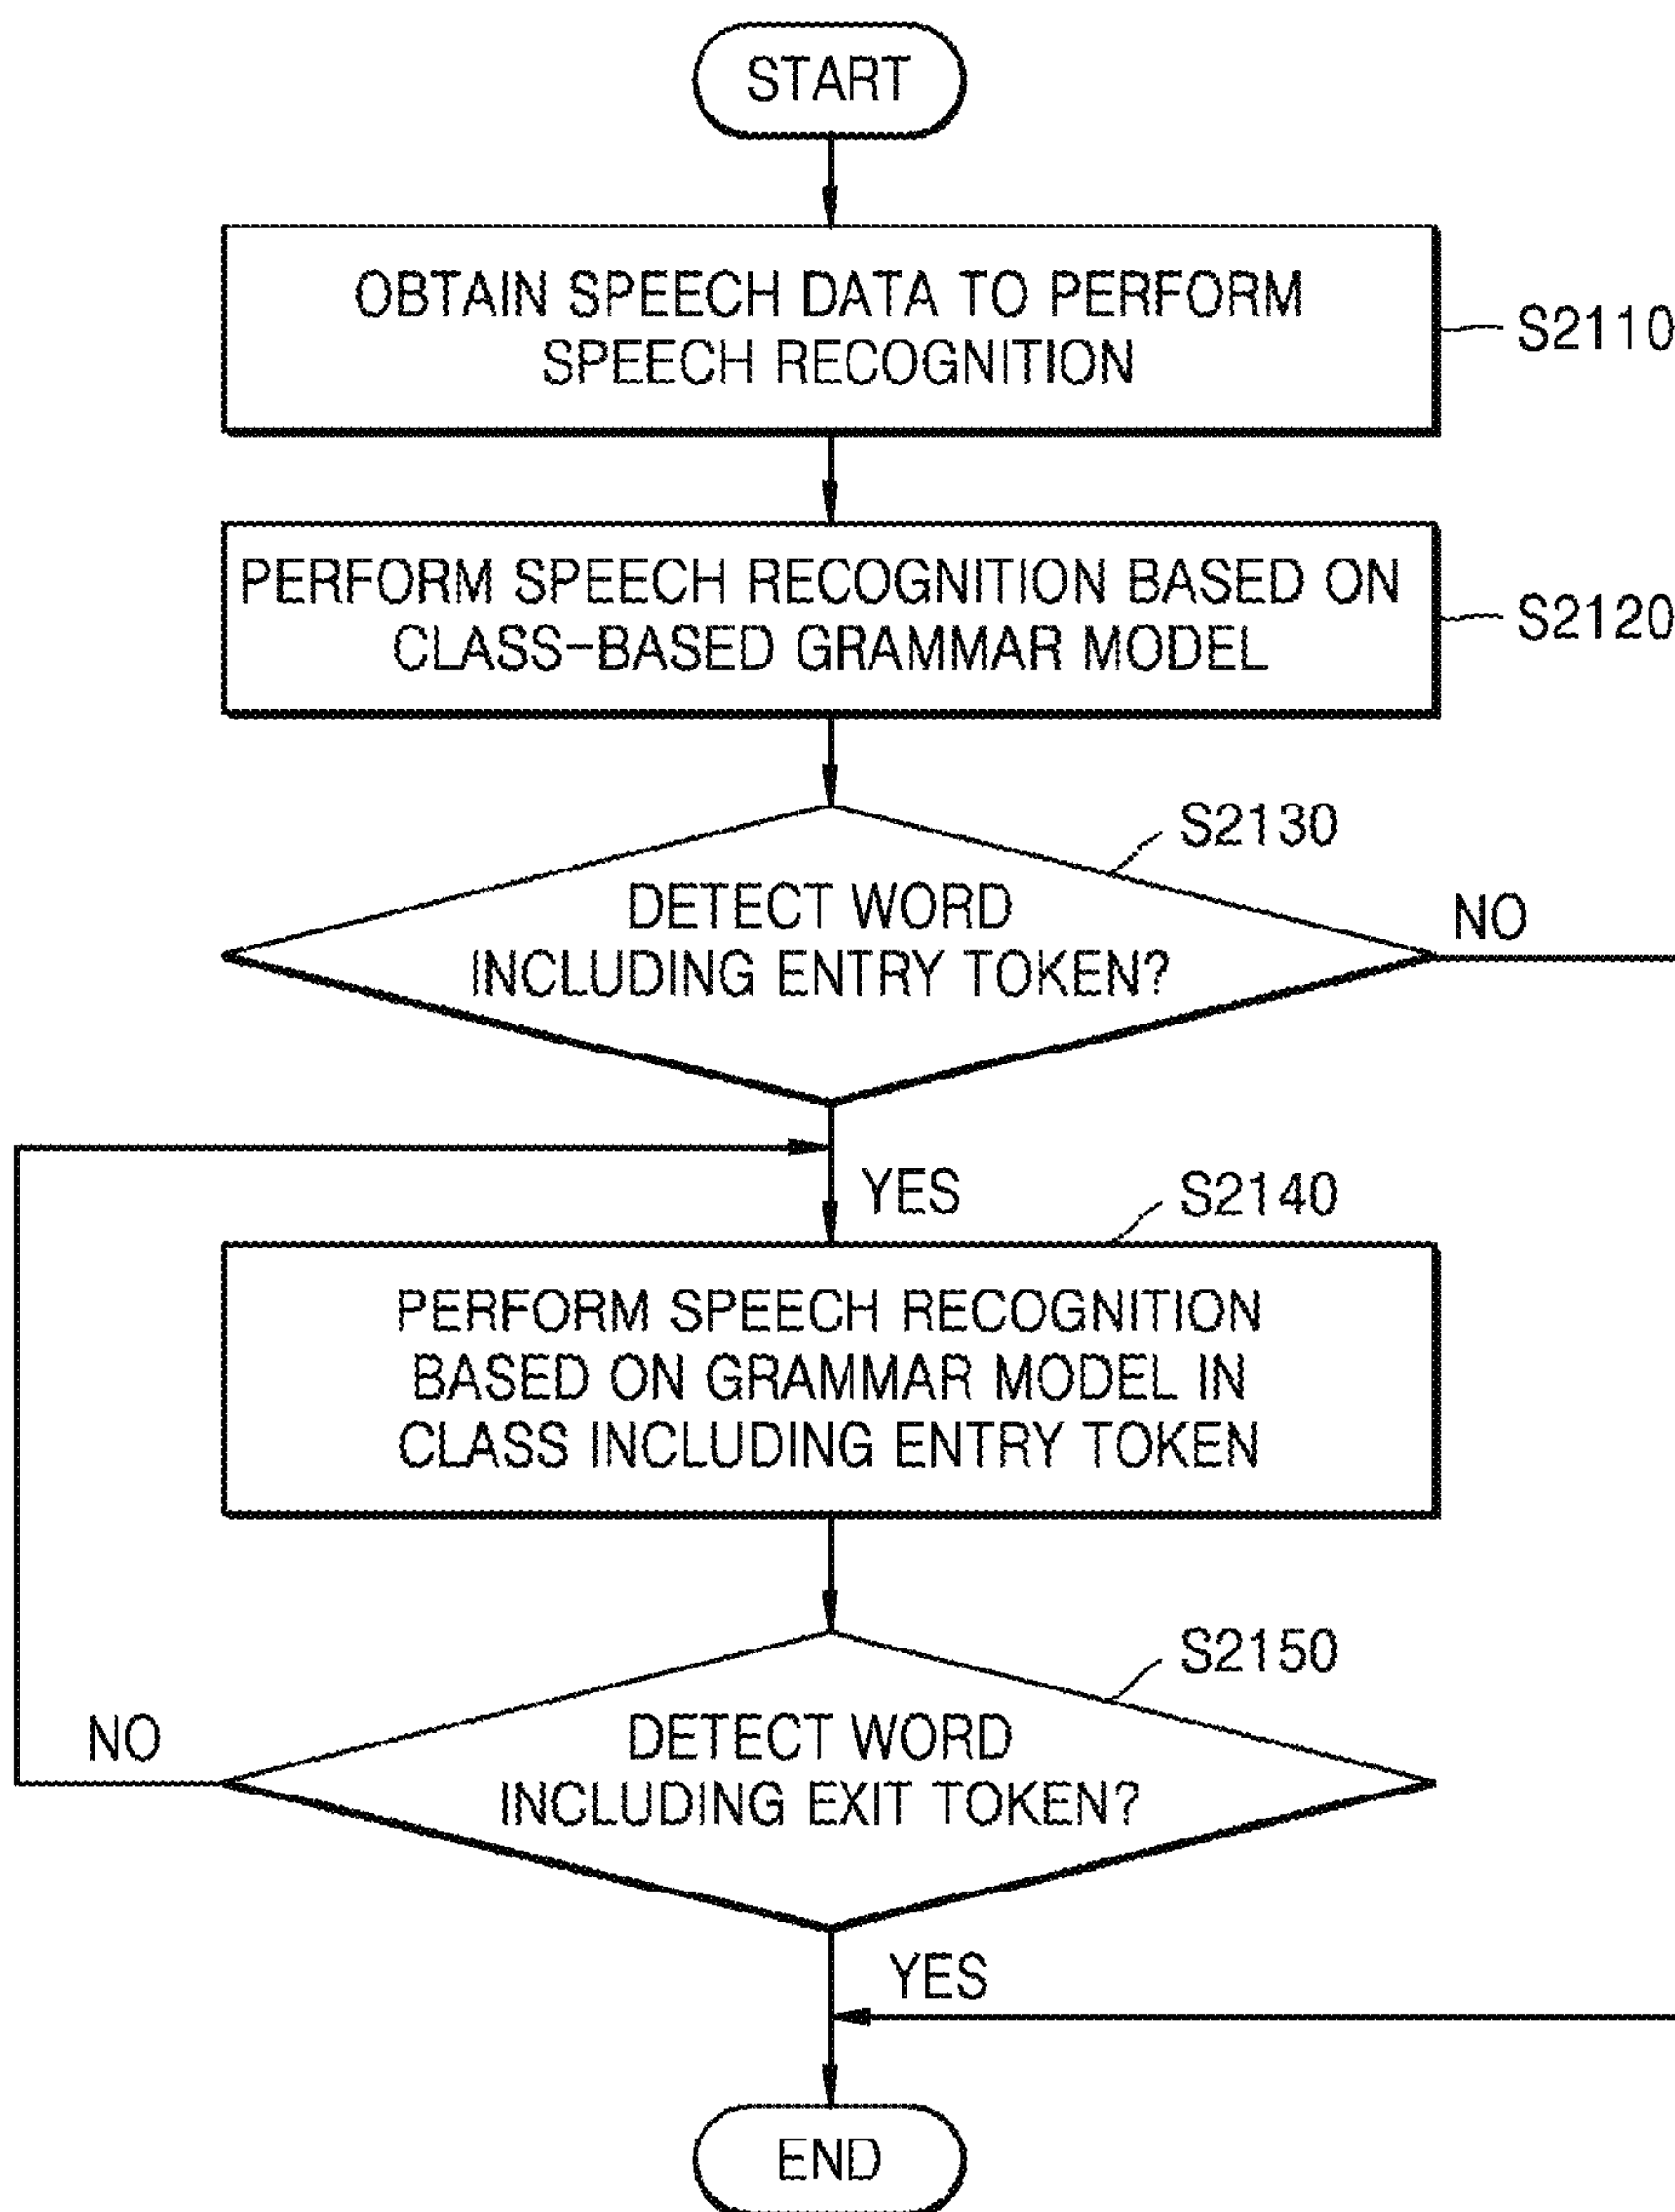 START
OBTAIN SPEECH DATA TO PERFORM
SPEECH RECOGNITION
S2110
PERFORM SPEECH RECOGNITION BASED ON
CLASS-BASED GRAMMAR MODEL
S2120
S2130
DETECT WORD
INCLUDING ENTRY TOKEN?
NO
YES
S2140
PERFORM SPEECH RECOGNITION
BASED ON GRAMMAR MODEL IN
CLASS INCLUDING ENTRY TOKEN
S2150
DETECT WORD
INCLUDING EXIT TOKEN?
NO
YES
END